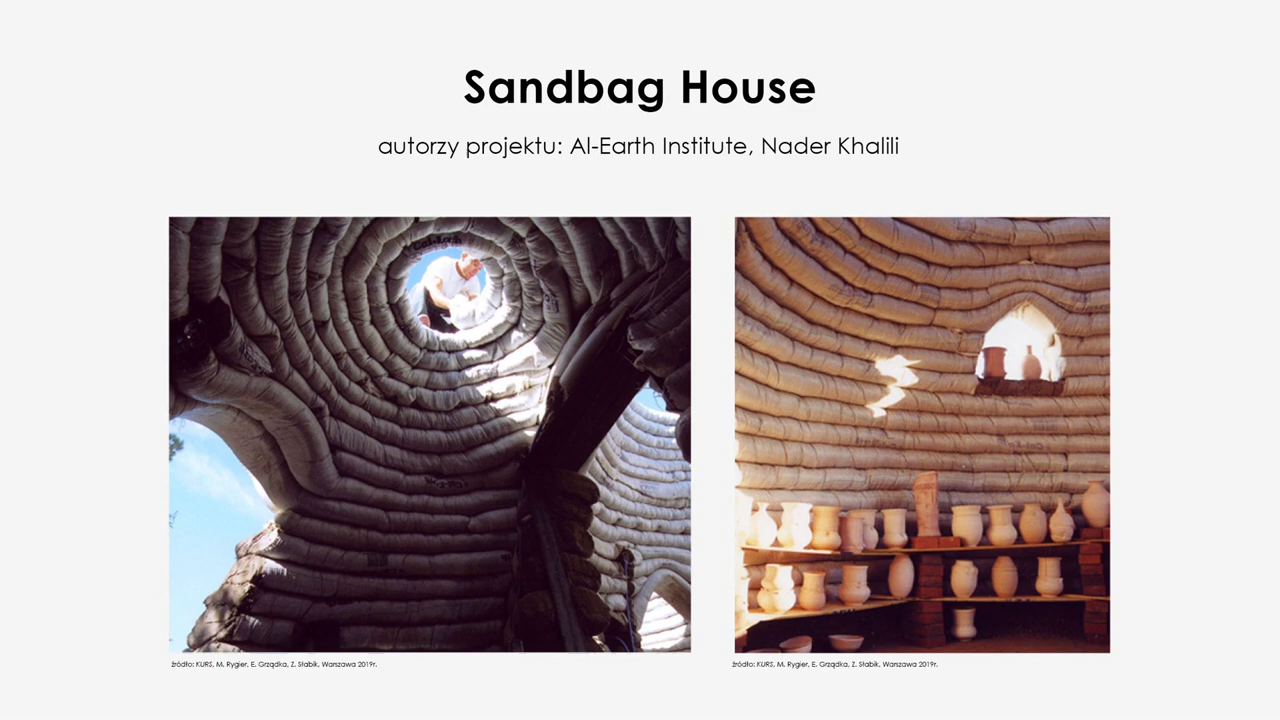 Sandbag House
autorzy projektu: Al-Earth Institute, Nader Khalili
źródło: KURS, M. Rygier, E. Grządka, Z. Słabik, Warszawa 2019r.
źródło: KURS, M. Rygier, E. Grządka, Z. Słabik, Warszawa 2019r.